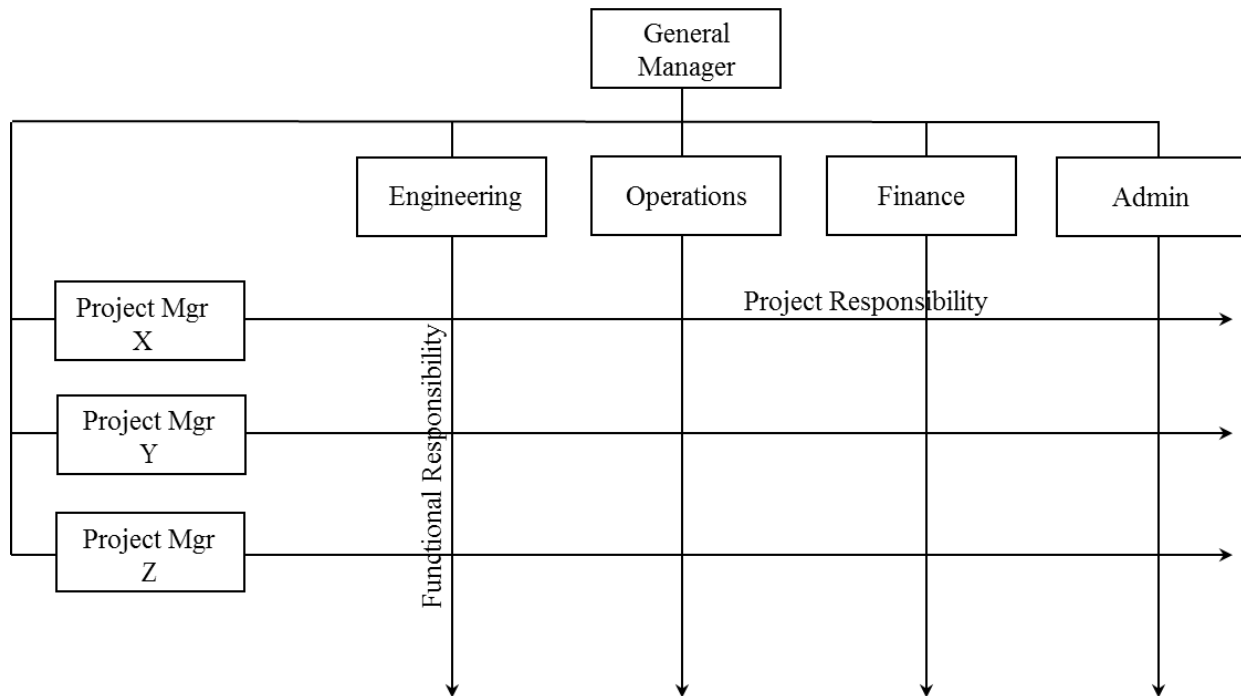 General
Manager
Engineering
Operations
Finance
Admin
Project Mgr
X
Project Responsibility
Functional Responsibility
Project Mgr
Y
Project Mgr
Z